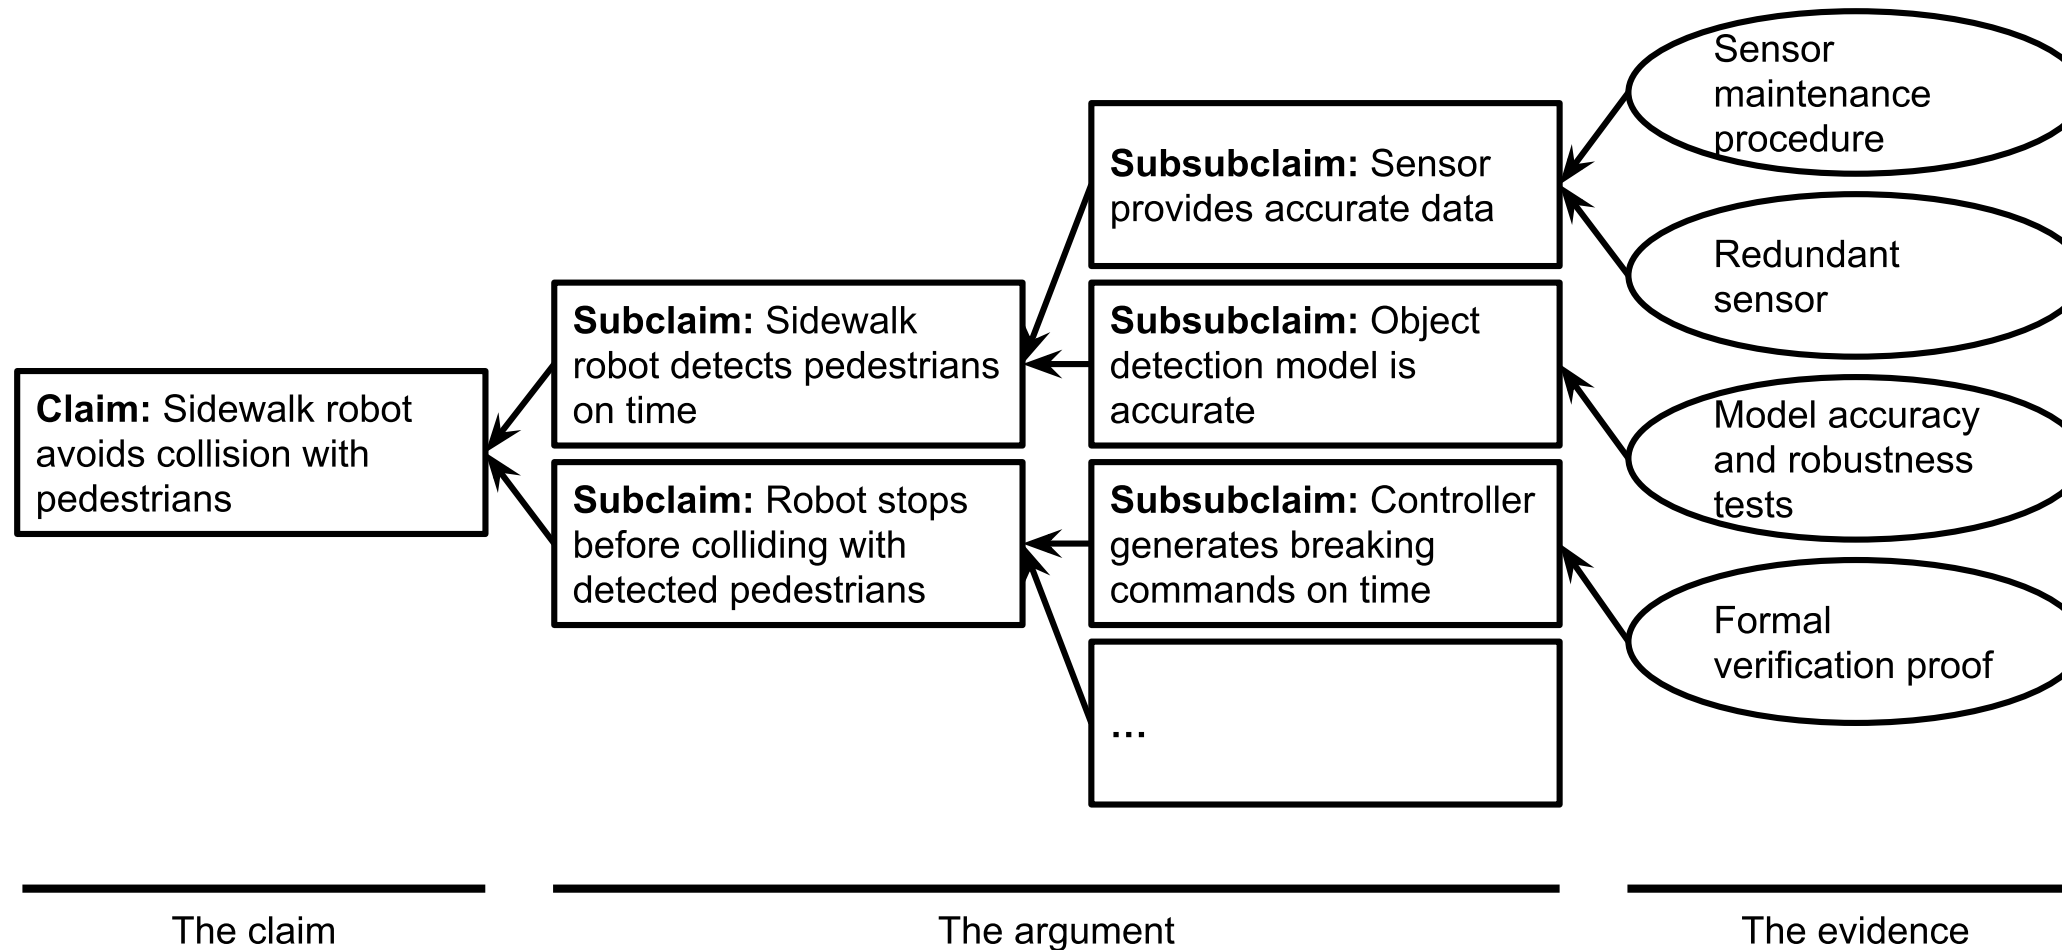 Claim: Sidewalk robot
avoids collision with
pedestrians
Subclaim: Sidewalk
robot detects pedestrians
on time
Subclaim: Robot stops
before colliding with
detected pedestrians
Subsubclaim: Sensor
provides accurate data
Subsubclaim: Object
detection model is
accurate
Subsubclaim: Controller
generates breaking
commands on time
...
Sensor
maintenance
procedure
Redundant
sensor
Model accuracy
and robustness
tests
Formal
verification proof
The claim
The argument
The evidence